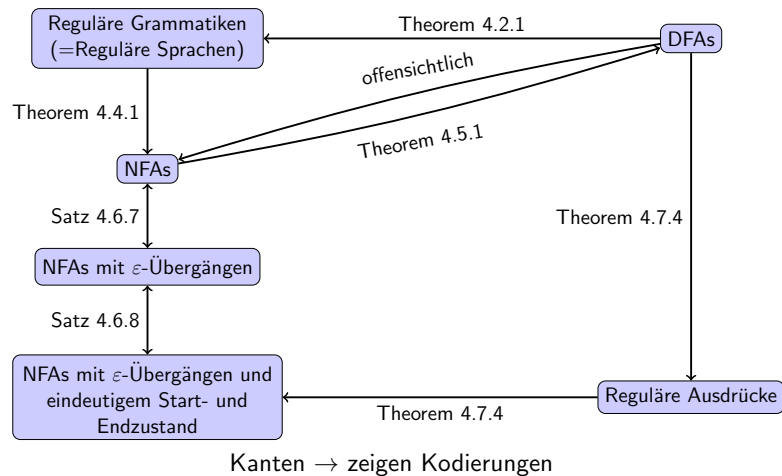 Reguläre Grammatiken
(=Reguläre Sprachen)
Theorem 4.2.1
DFAs
offensichtlich
Theorem 4.4.1
Theorem 4.5.1
NFAs
Satz 4.6.7
Theorem 4.7.4
NFAs mit ε-Übergängen
Satz 4.6.8
NFAs mit ε-Übergängen und
eindeutigem Start- und
Endzustand
Theorem 4.7.4
Reguläre Ausdrücke
Kanten → zeigen Kodierungen